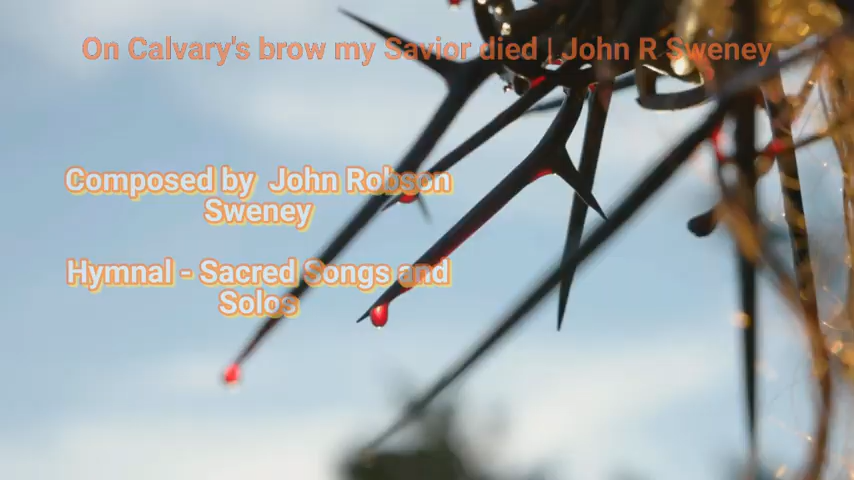 On Calvary's brow my Savior died | John R Sweney
Composed by  John Robson
Sweney
Hymnal - Sacred Songs and
Solos